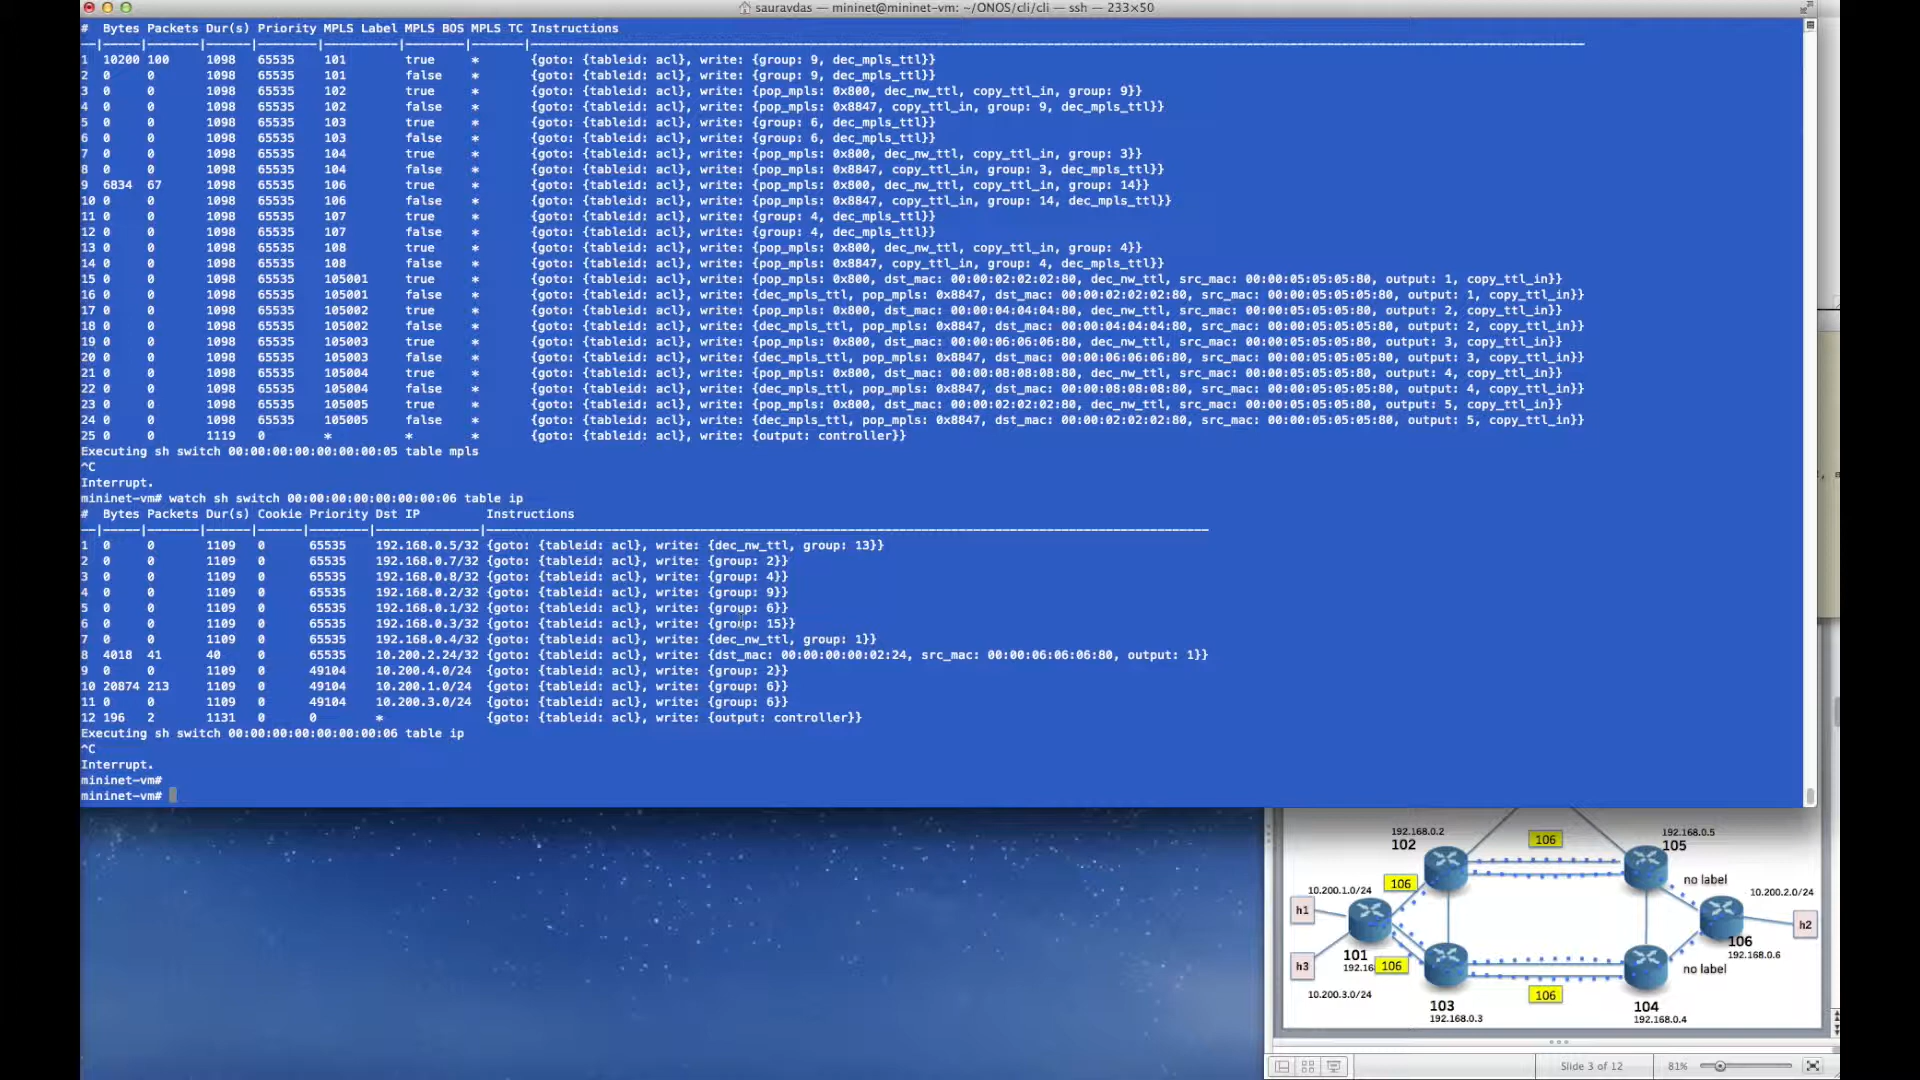 sauravdas — mininet@mininet-vm: ~/ONOS/cli/cli — ssh — 233×50
# Bytes Packets Dur(s) Priority MPLS Label MPLS BOS MPLS TC Instructions
1 10200 100 1098 65535 101 true * {goto: {tableid: acl}, write: {group: 9, dec_mpls_ttl}}
2 0 0 1098 65535 101 false * {goto: {tableid: acl}, write: {group: 9, dec_mpls_ttl}}
3 0 0 1098 65535 102 true * {goto: {tableid: acl}, write: {pop_mpls: 0x800, dec_nw_ttl, copy_ttl_in, group: 9}}
4 0 0 1098 65535 102 false * {goto: {tableid: acl}, write: {pop_mpls: 0x8847, copy_ttl_in, group: 9, dec_mpls_ttl}}
5 0 0 1098 65535 103 true * {goto: {tableid: acl}, write: {group: 6, dec_mpls_ttl}}
6 0 0 1098 65535 103 false * {goto: {tableid: acl}, write: {group: 6, dec_mpls_ttl}}
7 0 0 1098 65535 104 true * {goto: {tableid: acl}, write: {pop_mpls: 0x800, dec_nw_ttl, copy_ttl_in, group: 3}}
8 0 0 1098 65535 104 false * {goto: {tableid: acl}, write: {pop_mpls: 0x8847, copy_ttl_in, group: 3, dec_mpls_ttl}}
9 6834 67 1098 65535 106 true * {goto: {tableid: acl}, write: {pop_mpls: 0x800, dec_nw_ttl, copy_ttl_in, group: 14}}
10 0 0 1098 65535 106 false * {goto: {tableid: acl}, write: {pop_mpls: 0x8847, copy_ttl_in, group: 14, dec_mpls_ttl}}
11 0 0 1098 65535 107 true * {goto: {tableid: acl}, write: {group: 4, dec_mpls_ttl}}
12 0 0 1098 65535 107 false * {goto: {tableid: acl}, write: {group: 4, dec_mpls_ttl}}
13 0 0 1098 65535 108 true * {goto: {tableid: acl}, write: {pop_mpls: 0x800, dec_nw_ttl, copy_ttl_in, group: 4}}
14 0 0 1098 65535 108 false * {goto: {tableid: acl}, write: {pop_mpls: 0x8847, copy_ttl_in, group: 4, dec_mpls_ttl}}
15 0 0 1098 65535 105001 true * {goto: {tableid: acl}, write: {pop_mpls: 0x800, dst_mac: 00:00:02:02:02:80, dec_nw_ttl, src_mac: 00:00:05:05:05:80, output: 1, copy_ttl_in}}
16 0 0 1098 65535 105001 false * {goto: {tableid: acl}, write: {dec_mpls_ttl, pop_mpls: 0x8847, dst_mac: 00:00:02:02:02:80, src_mac: 00:00:05:05:05:80, output: 1, copy_ttl_in}}
17 0 0 1098 65535 105002 true * {goto: {tableid: acl}, write: {pop_mpls: 0x800, dst_mac: 00:00:04:04:04:80, dec_nw_ttl, src_mac: 00:00:05:05:05:80, output: 2, copy_ttl_in}}
18 0 0 1098 65535 105002 false * {goto: {tableid: acl}, write: {dec_mpls_ttl, pop_mpls: 0x8847, dst_mac: 00:00:04:04:04:80, src_mac: 00:00:05:05:05:80, output: 2, copy_ttl_in}}
19 0 0 1098 65535 105003 true * {goto: {tableid: acl}, write: {pop_mpls: 0x800, dst_mac: 00:00:06:06:06:80, dec_nw_ttl, src_mac: 00:00:05:05:05:80, output: 3, copy_ttl_in}}
20 0 0 1098 65535 105003 false * {goto: {tableid: acl}, write: {dec_mpls_ttl, pop_mpls: 0x8847, dst_mac: 00:00:06:06:06:80, src_mac: 00:00:05:05:05:80, output: 3, copy_ttl_in}}
21 0 0 1098 65535 105004 true * {goto: {tableid: acl}, write: {pop_mpls: 0x800, dst_mac: 00:00:08:08:08:80, dec_nw_ttl, src_mac: 00:00:05:05:05:80, output: 4, copy_ttl_in}}
22 0 0 1098 65535 105004 false * {goto: {tableid: acl}, write: {dec_mpls_ttl, pop_mpls: 0x8847, dst_mac: 00:00:08:08:08:80, src_mac: 00:00:05:05:05:80, output: 4, copy_ttl_in}}
23 0 0 1098 65535 105005 true * {goto: {tableid: acl}, write: {pop_mpls: 0x800, dst_mac: 00:00:02:02:02:80, dec_nw_ttl, src_mac: 00:00:05:05:05:80, output: 5, copy_ttl_in}}
24 0 0 1098 65535 105005 false * {goto: {tableid: acl}, write: {dec_mpls_ttl, pop_mpls: 0x8847, dst_mac: 00:00:02:02:02:80, src_mac: 00:00:05:05:05:80, output: 5, copy_ttl_in}}
25 0 0 1119 0 * * * {goto: {tableid: acl}, write: {output: controller}}
Executing sh switch 00:00:00:00:00:00:00:05 table mpls
^C
Interrupt.
mininet-vm# watch sh switch 00:00:00:00:00:00:00:06 table ip
# Bytes Packets Dur(s) Cookie Priority Dst IP Instructions
1 0 0 1109 0 65535 192.168.0.5/32 {goto: {tableid: acl}, write: {dec_nw_ttl, group: 13}}
2 0 0 1109 0 65535 192.168.0.7/32 {goto: {tableid: acl}, write: {group: 2}}
3 0 0 1109 0 65535 192.168.0.8/32 {goto: {tableid: acl}, write: {group: 4}}
4 0 0 1109 0 65535 192.168.0.2/32 {goto: {tableid: acl}, write: {group: 9}}
5 0 0 1109 0 65535 192.168.0.1/32 {goto: {tableid: acl}, write: {group: 6}}
6 0 0 1109 0 65535 192.168.0.3/32 {goto: {tableid: acl}, write: {group: 15}}
7 0 0 1109 0 65535 192.168.0.4/32 {goto: {tableid: acl}, write: {dec_nw_ttl, group: 1}}
8 4018 41 40 0 65535 10.200.2.24/32 {goto: {tableid: acl}, write: {dst_mac: 00:00:00:00:02:24, src_mac: 00:00:06:06:06:80, output: 1}}
9 0 0 1109 0 49104 10.200.4.0/24 {goto: {tableid: acl}, write: {group: 2}}
10 20874 213 1109 0 49104 10.200.1.0/24 {goto: {tableid: acl}, write: {group: 6}}
11 0 0 1109 0 49104 10.200.3.0/24 {goto: {tableid: acl}, write: {group: 6}}
12 196 2 1131 0 0 * {goto: {tableid: acl}, write: {output: controller}}
Executing sh switch 00:00:00:00:00:00:00:06 table ip
^C
Interrupt.
mininet-vm#
mininet-vm#
192.168.0.2
102
106
192.168.0.5
105
106
no label
10.200.1.0/24
10.200.2.0/24
h1
h2
106
192.168.0.6
101
192.16
106
h3
no label
10.200.3.0/24
106
103
192.168.0.3
104
192.168.0.4
Slide 3 of 12
81%